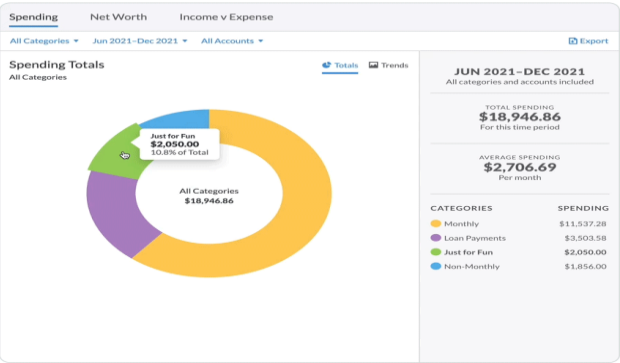 Spending Net Worth Income v Expense
All Categories Jun 2021–Dec 2021 All Accounts Export
Spending Totals
All Categories
Totals Trends
Just for Fun
$2,050.00
10.8% of Total
All Categories
$18,946.86
JUN 2021–DEC 2021
All categories and accounts included
TOTAL SPENDING
$18,946.86
For this time period
AVERAGE SPENDING
$2,706.69
Per month
CATEGORIES SPENDING
Monthly $11,537.28
Loan Payments $3,503.58
Just for Fun $2,050.00
Non-Monthly $1,856.00